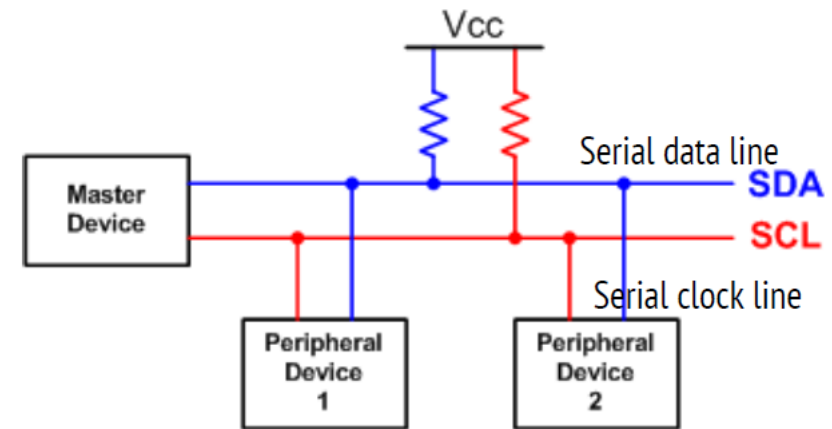 Vcc
Serial data line
SDA
Master
Device
SCL
Serial clock line
Peripheral
Device
1
Peripheral
Device
2